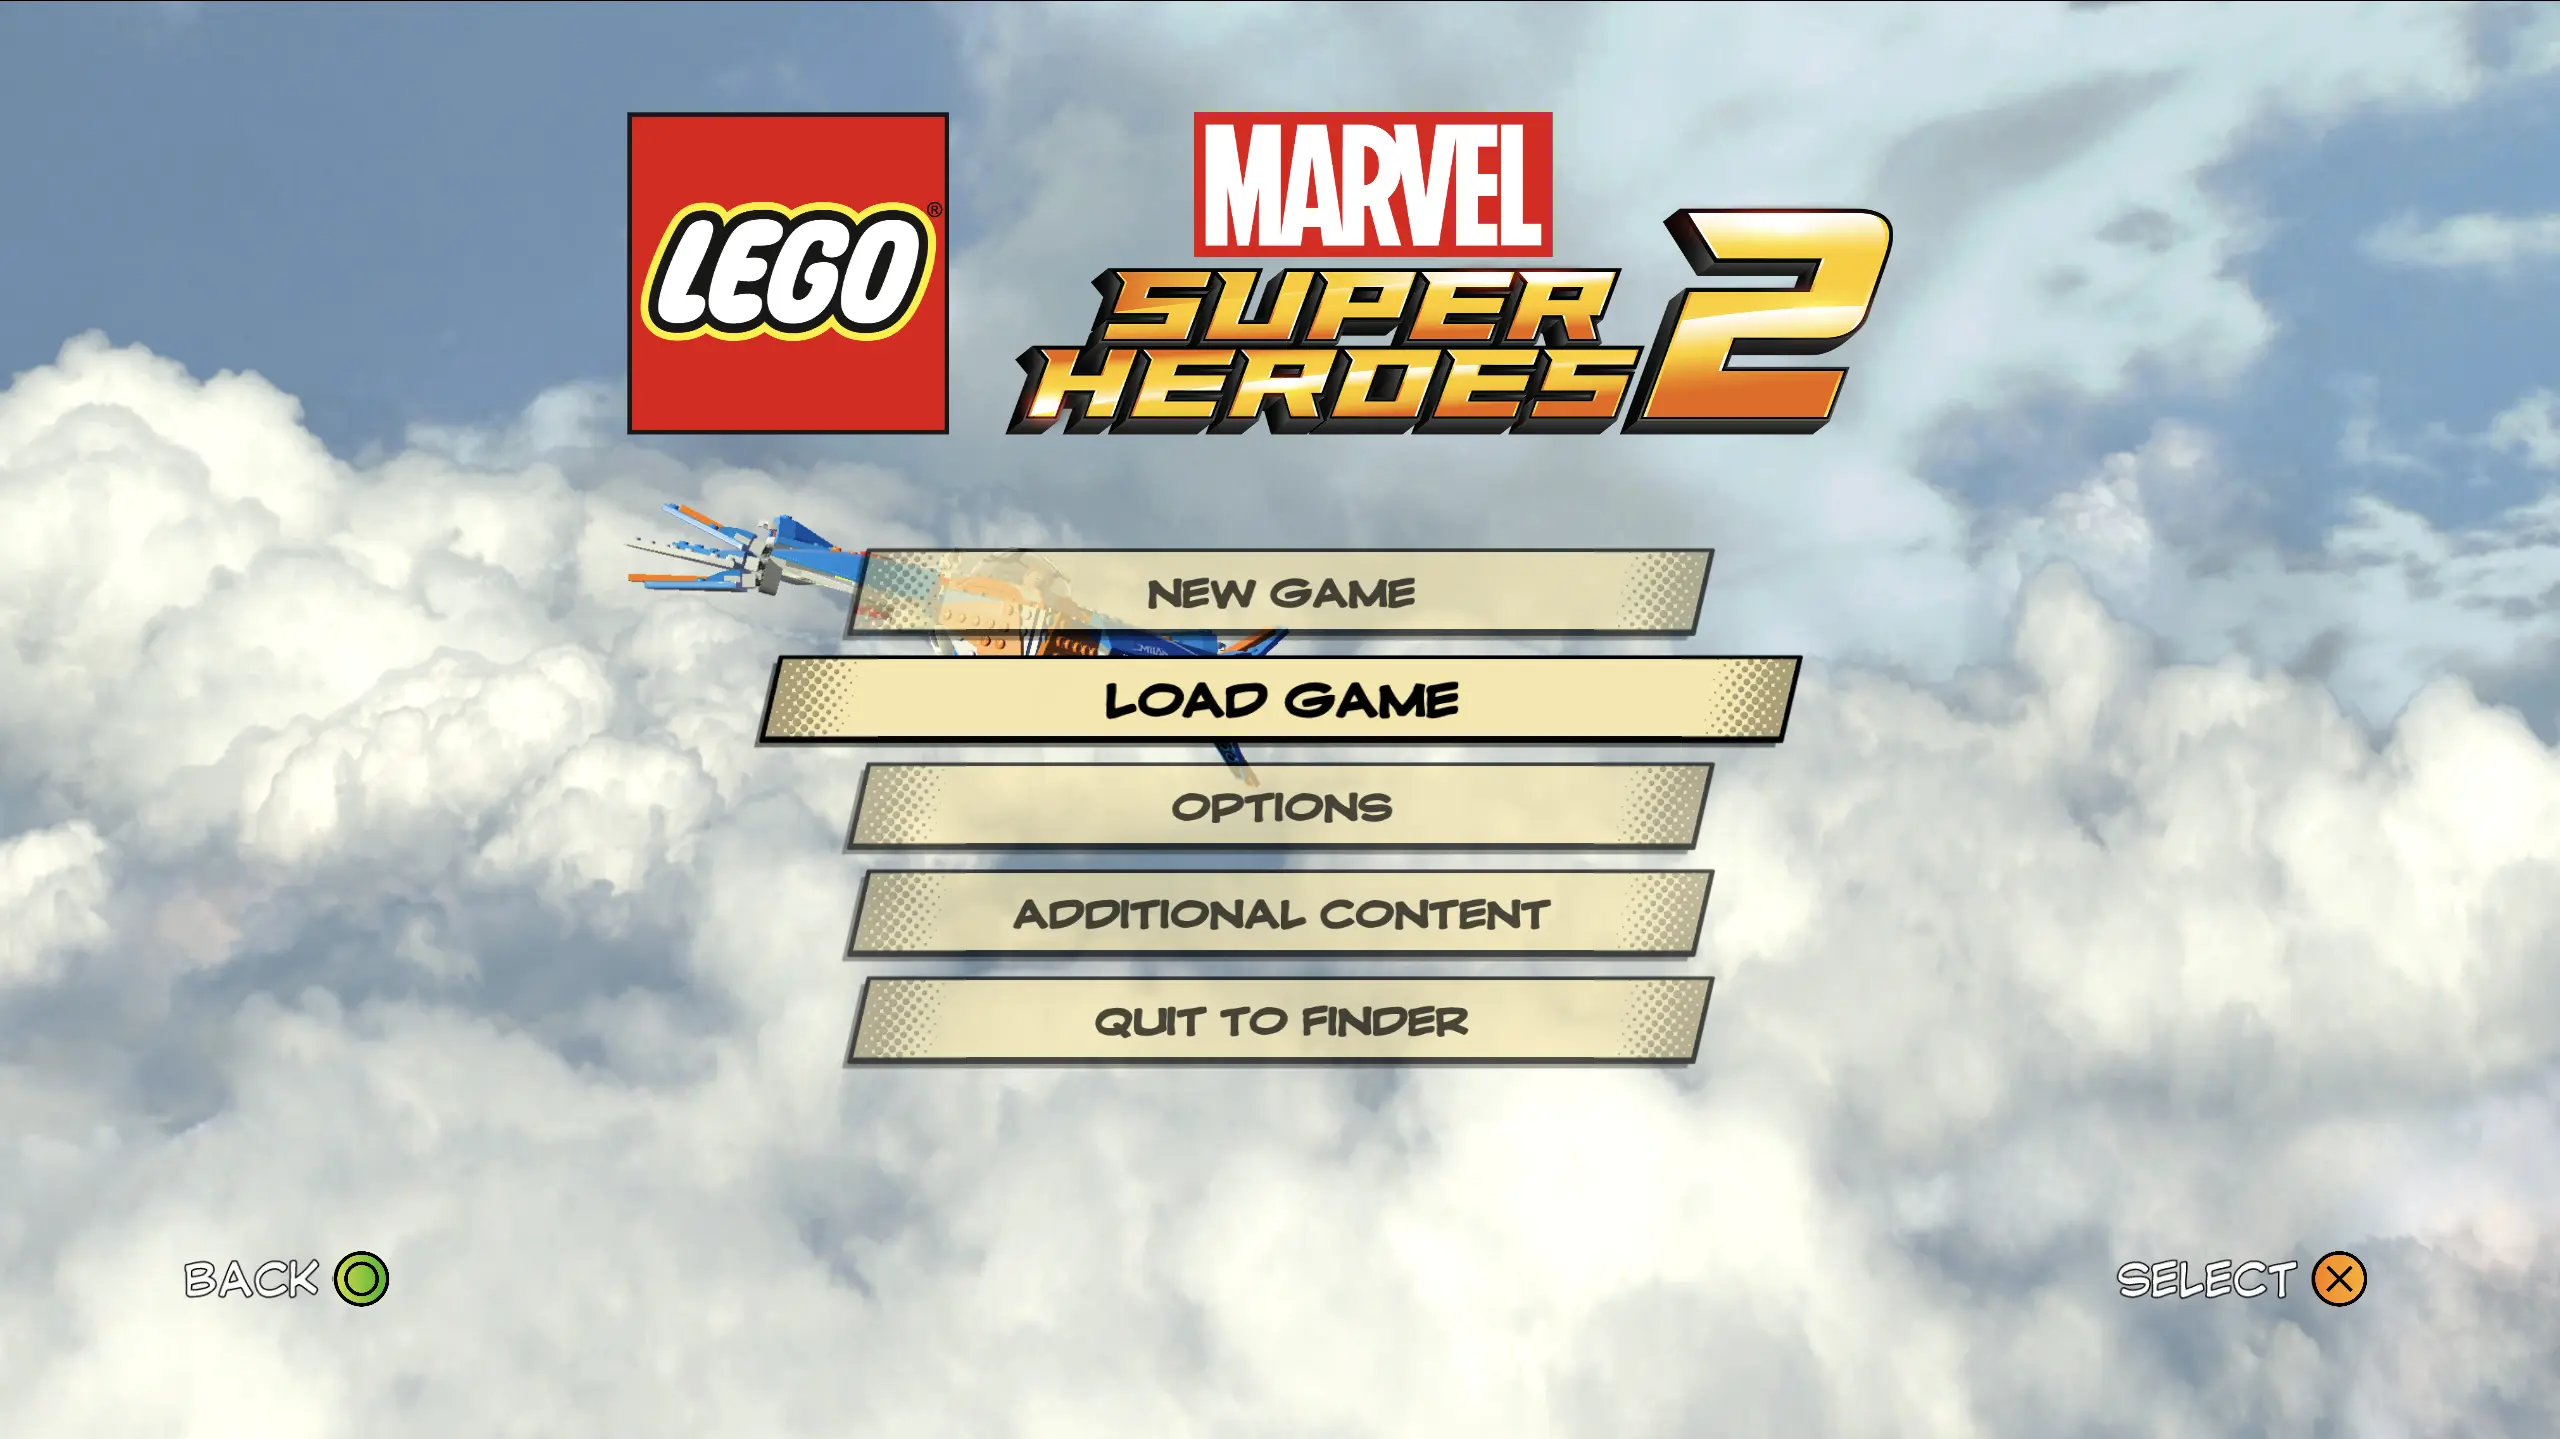 LEGO®
MARVEL
SUPER
HEROES 2
NEW GAME
LOAD GAME
OPTIONS
ADDITIONAL CONTENT
QUIT TO FINDER
BACK
SELECT